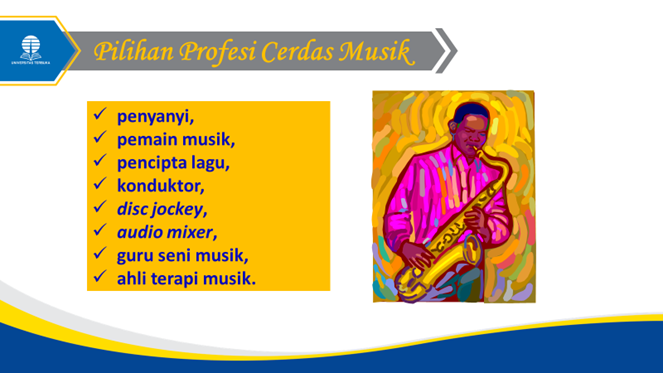 UNIVERSITAS TERBUKA
Pilihan Profesi Cerdas Musik
✓ penyanyi,
✓ pemain musik,
✓ pencipta lagu,
✓ konduktor,
✓ disc jockey,
✓ audio mixer,
✓ guru seni musik,
✓ ahli terapi musik.